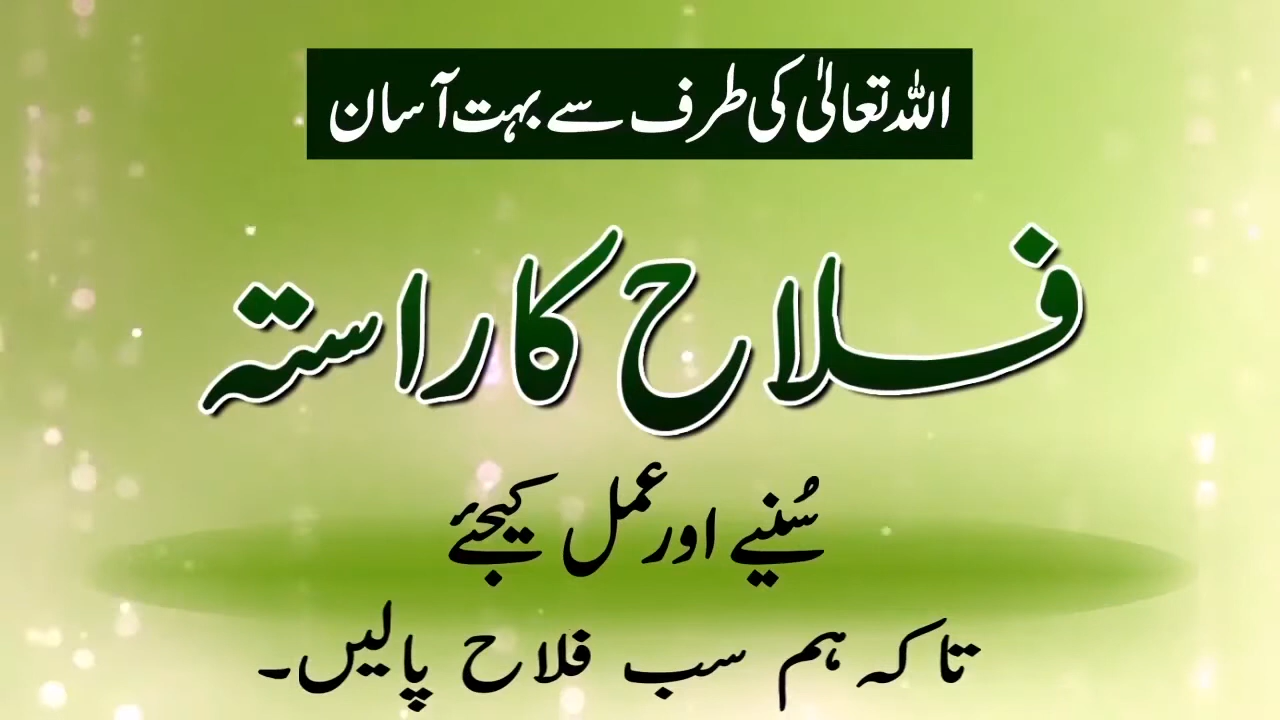 اللہ تعالیٰ کی طرف سے بہت آسان
فلاح کا راستہ
سُنیے اور عمل کیجئے
تاکہ ہم سب فلاح پالیں۔